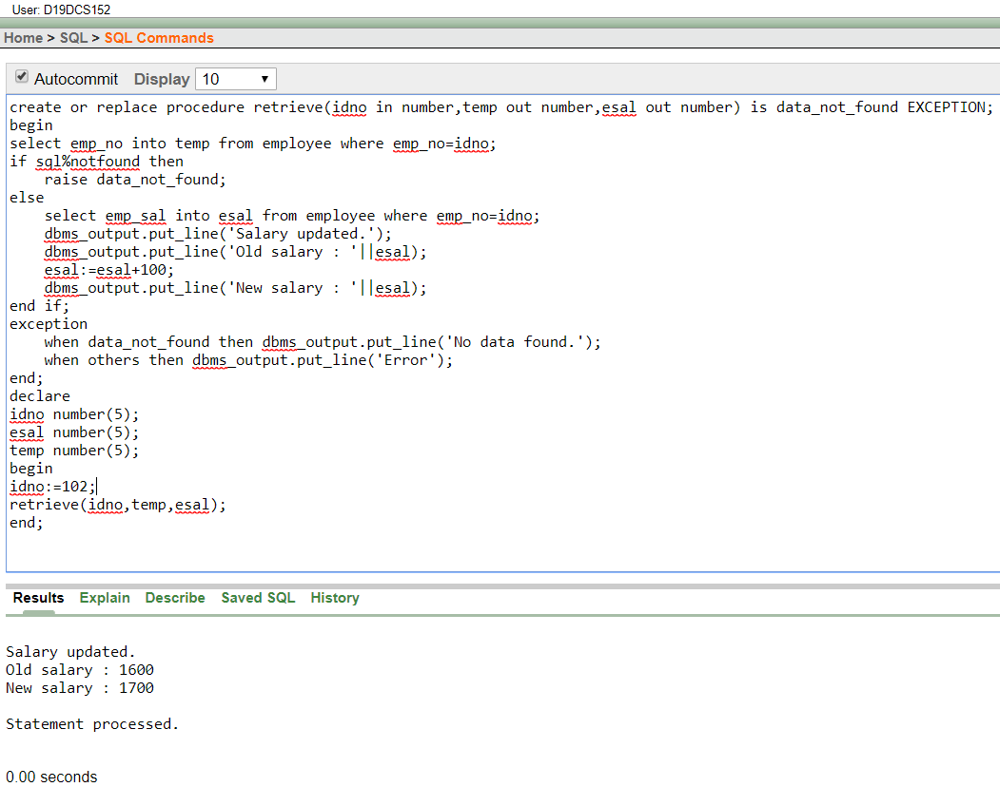 User: D19DCS152
Home > SQL > SQL Commands
Autocommit Display 10
create or replace procedure retrieve(idno in number,temp out number,esal out number) is data_not_found EXCEPTION;
begin
select emp_no into temp from employee where emp_no=idno;
if sql%notfound then
    raise data_not_found;
else
    select emp_sal into esal from employee where emp_no=idno;
    dbms_output.put_line('Salary updated.');
    dbms_output.put_line('Old salary : '||esal);
    esal:=esal+100;
    dbms_output.put_line('New salary : '||esal);
end if;
exception
    when data_not_found then dbms_output.put_line('No data found.');
    when others then dbms_output.put_line('Error');
end;
declare
idno number(5);
esal number(5);
temp number(5);
begin
idno:=102;
retrieve(idno,temp,esal);
end;
Results Explain Describe Saved SQL History
Salary updated.
Old salary : 1600
New salary : 1700
Statement processed.
0.00 seconds